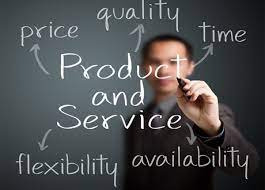 quality
price
time
Product
and
Service
flexibility
availability